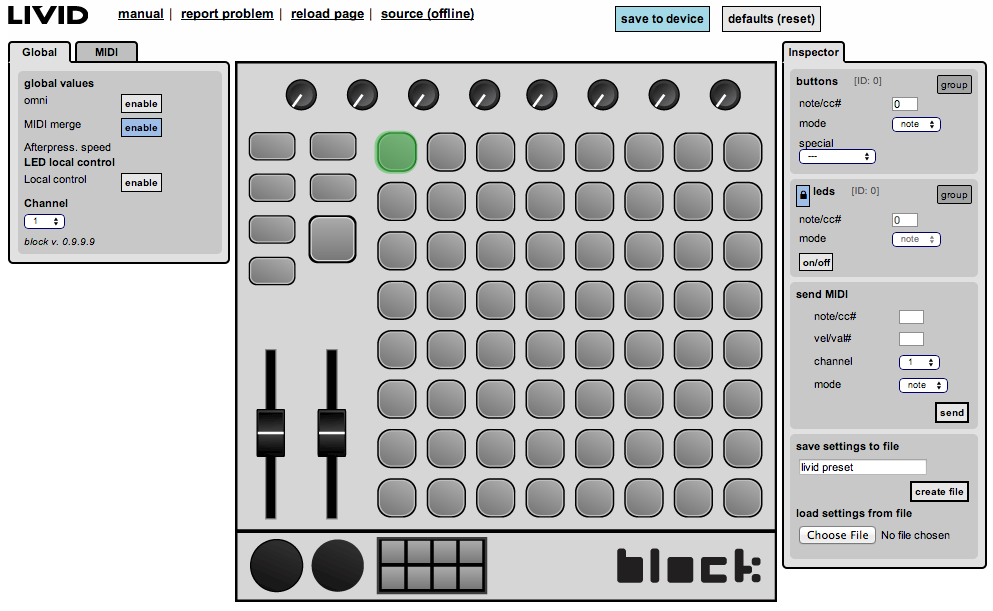 LIVID
manual | report problem | reload page | source (offline)
save to device
defaults (reset)
Global
MIDI
global values
omni
enable
MIDI merge
enable
Afterpress. speed
LED local control
Local control
enable
Channel
1
block v. 0.9.9.9
block
Inspector
buttons [ID: 0]
group
note/cc#
0
mode
note
special
---
leds [ID: 0]
group
note/cc#
0
mode
note
on/off
send MIDI
note/cc#
vel/val#
channel
1
mode
note
send
save settings to file
livid preset
create file
load settings from file
Choose File No file chosen